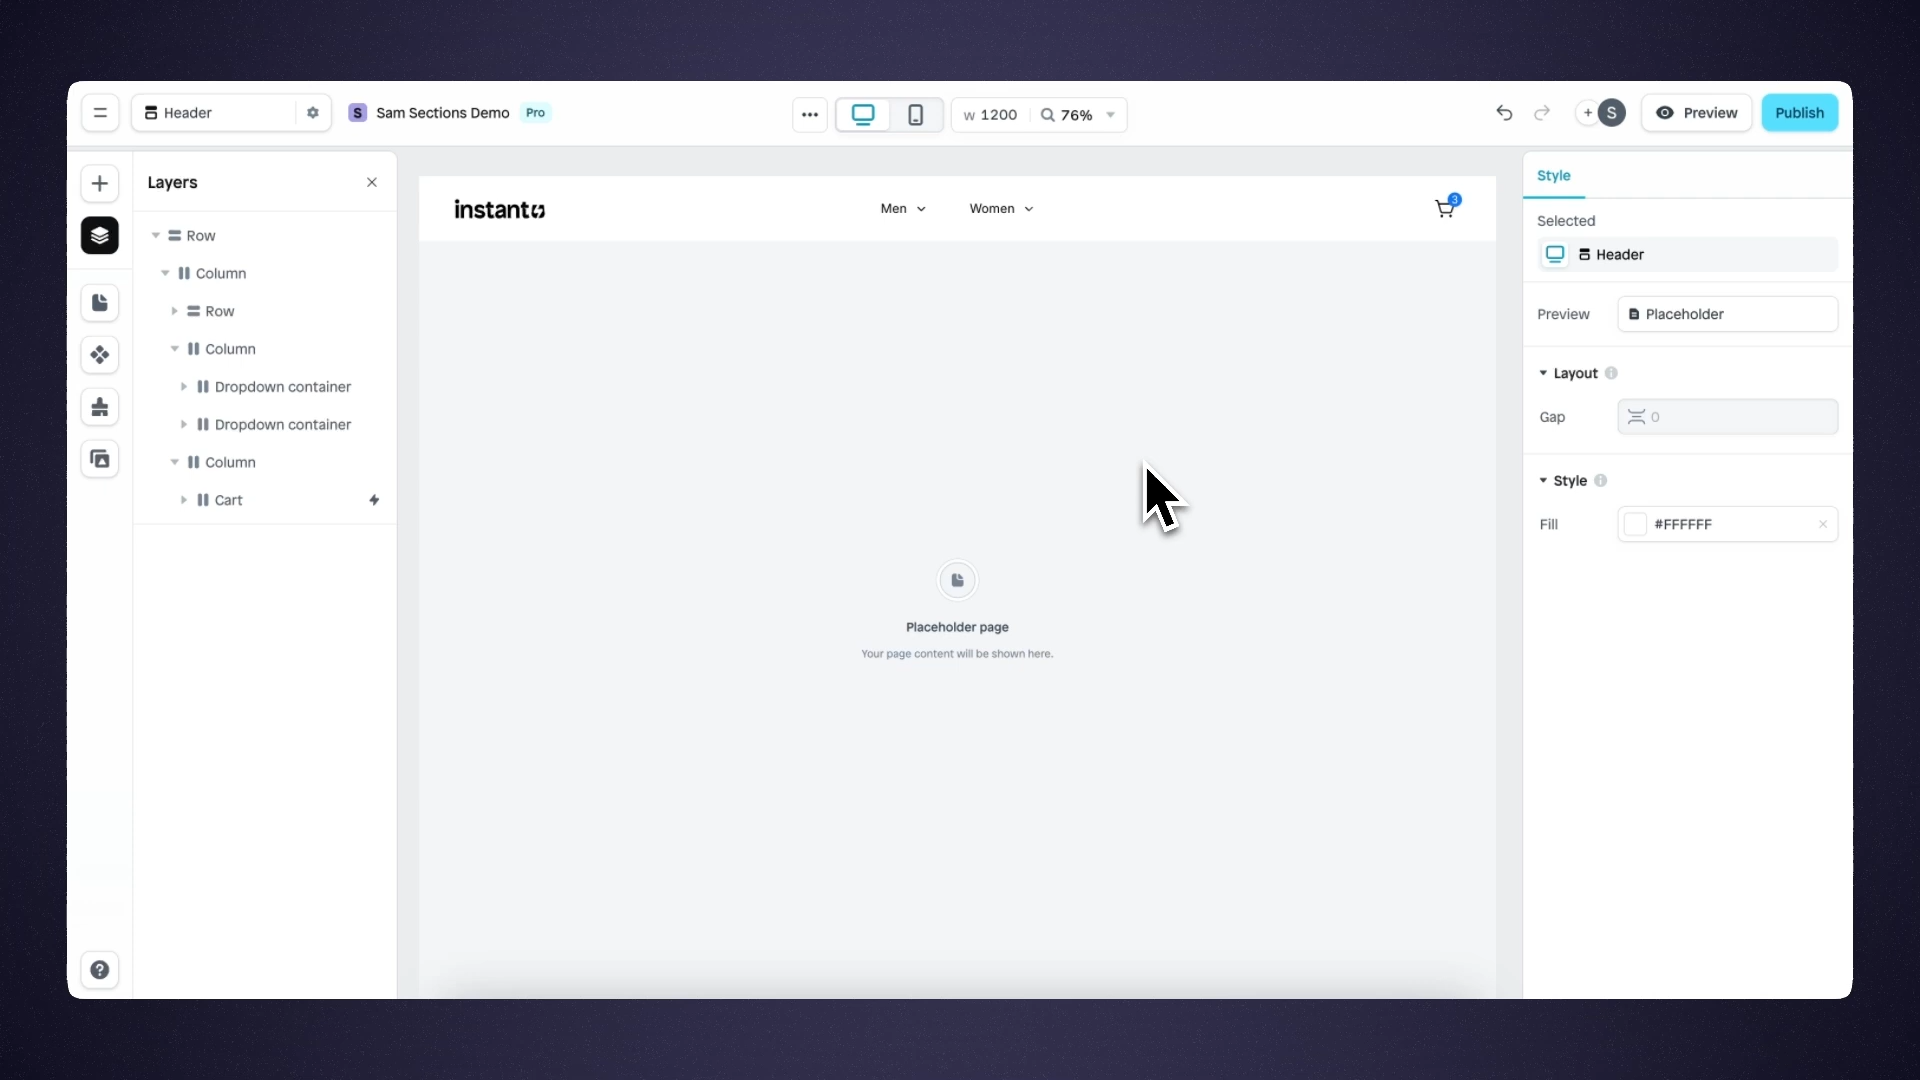 Header
S Sam Sections Demo Pro
W 1200
76%
S
Preview
Publish
Layers
Row
Column
Row
Column
Dropdown container
Dropdown container
Column
Cart
instant
Men
Women
3
Placeholder page
Your page content will be shown here.
Style
Selected
Header
Preview
Placeholder
Layout
Gap
0
Style
Fill
#FFFFFF